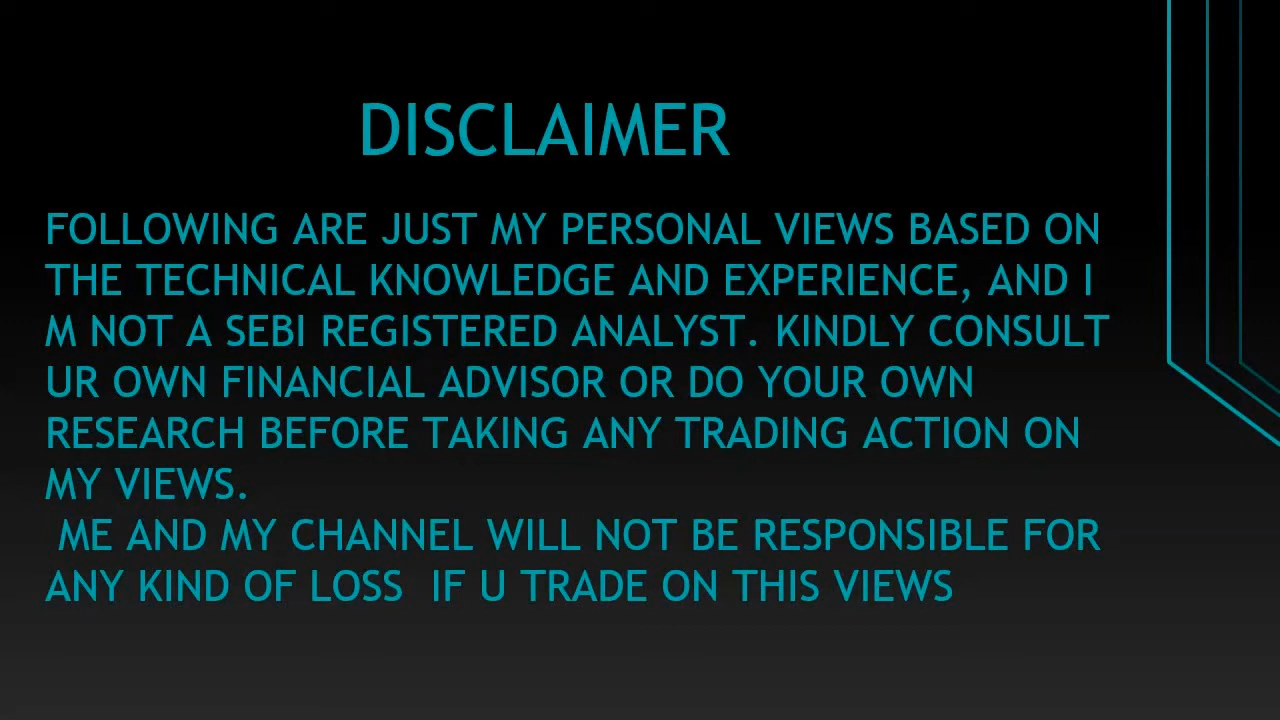 DISCLAIMER
FOLLOWING ARE JUST MY PERSONAL VIEWS BASED ON
THE TECHNICAL KNOWLEDGE AND EXPERIENCE, AND I
M NOT A SEBI REGISTERED ANALYST. KINDLY CONSULT
UR OWN FINANCIAL ADVISOR OR DO YOUR OWN
RESEARCH BEFORE TAKING ANY TRADING ACTION ON
MY VIEWS.
ME AND MY CHANNEL WILL NOT BE RESPONSIBLE FOR
ANY KIND OF LOSS  IF U TRADE ON THIS VIEWS